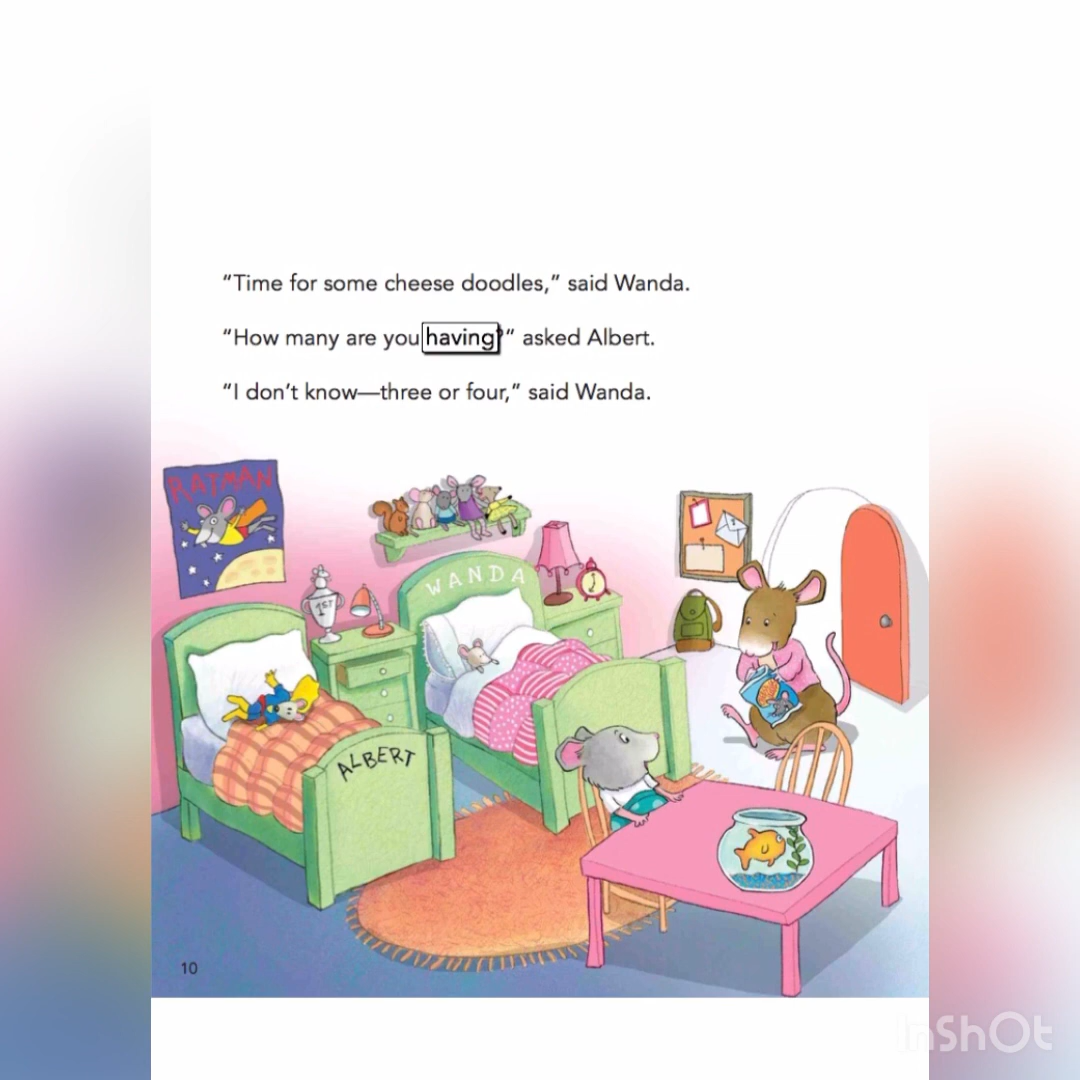 “Time for some cheese doodles,” said Wanda.
“How many are you having?” asked Albert.
“I don’t know—three or four,” said Wanda.
RATMAN
WANDA
1ST
ALBERT
10
InShOt